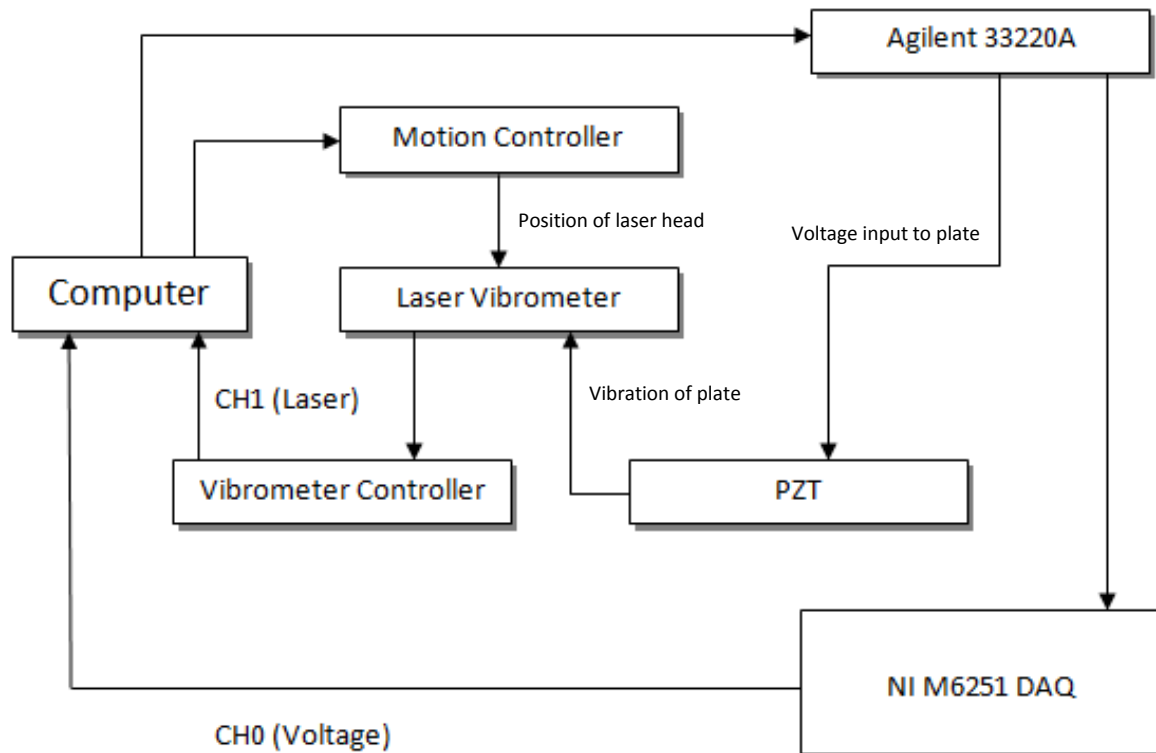 Agilent 33220A
Motion Controller
Position of laser head
Voltage input to plate
Computer
Laser Vibrometer
CH1 (Laser)
Vibration of plate
Vibrometer Controller
PZT
NI M6251 DAQ
CH0 (Voltage)